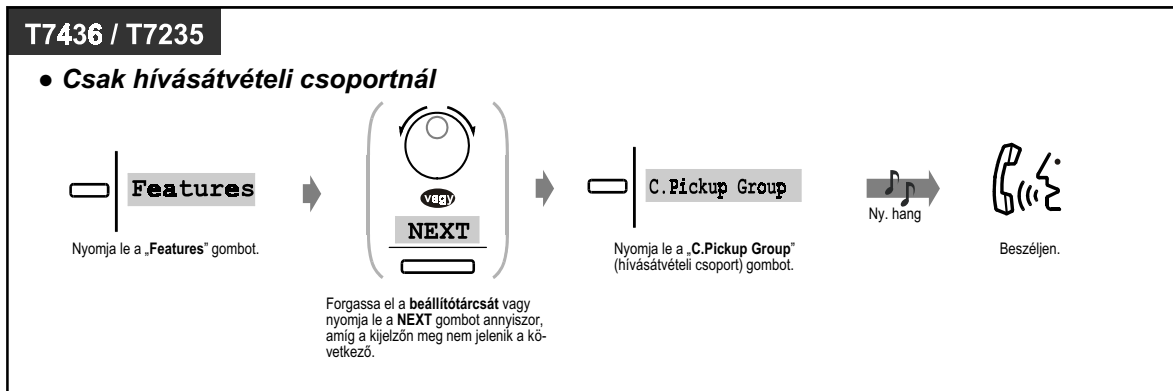 T7436 / T7235
● Csak hívásátvételi csoportnál
Features
vagy
NEXT
C.Pickup Group
Nyomja le a „Features” gombot.
Forgassa el a beállítótárcsát vagy
nyomja le a NEXT gombot annyiszor,
amíg a kijelzőn meg nem jelenik a kö-
vetkező.
Nyomja le a „C.Pickup Group”
(hívásátvételi csoport) gombot.
Ny. hang
Beszéljen.